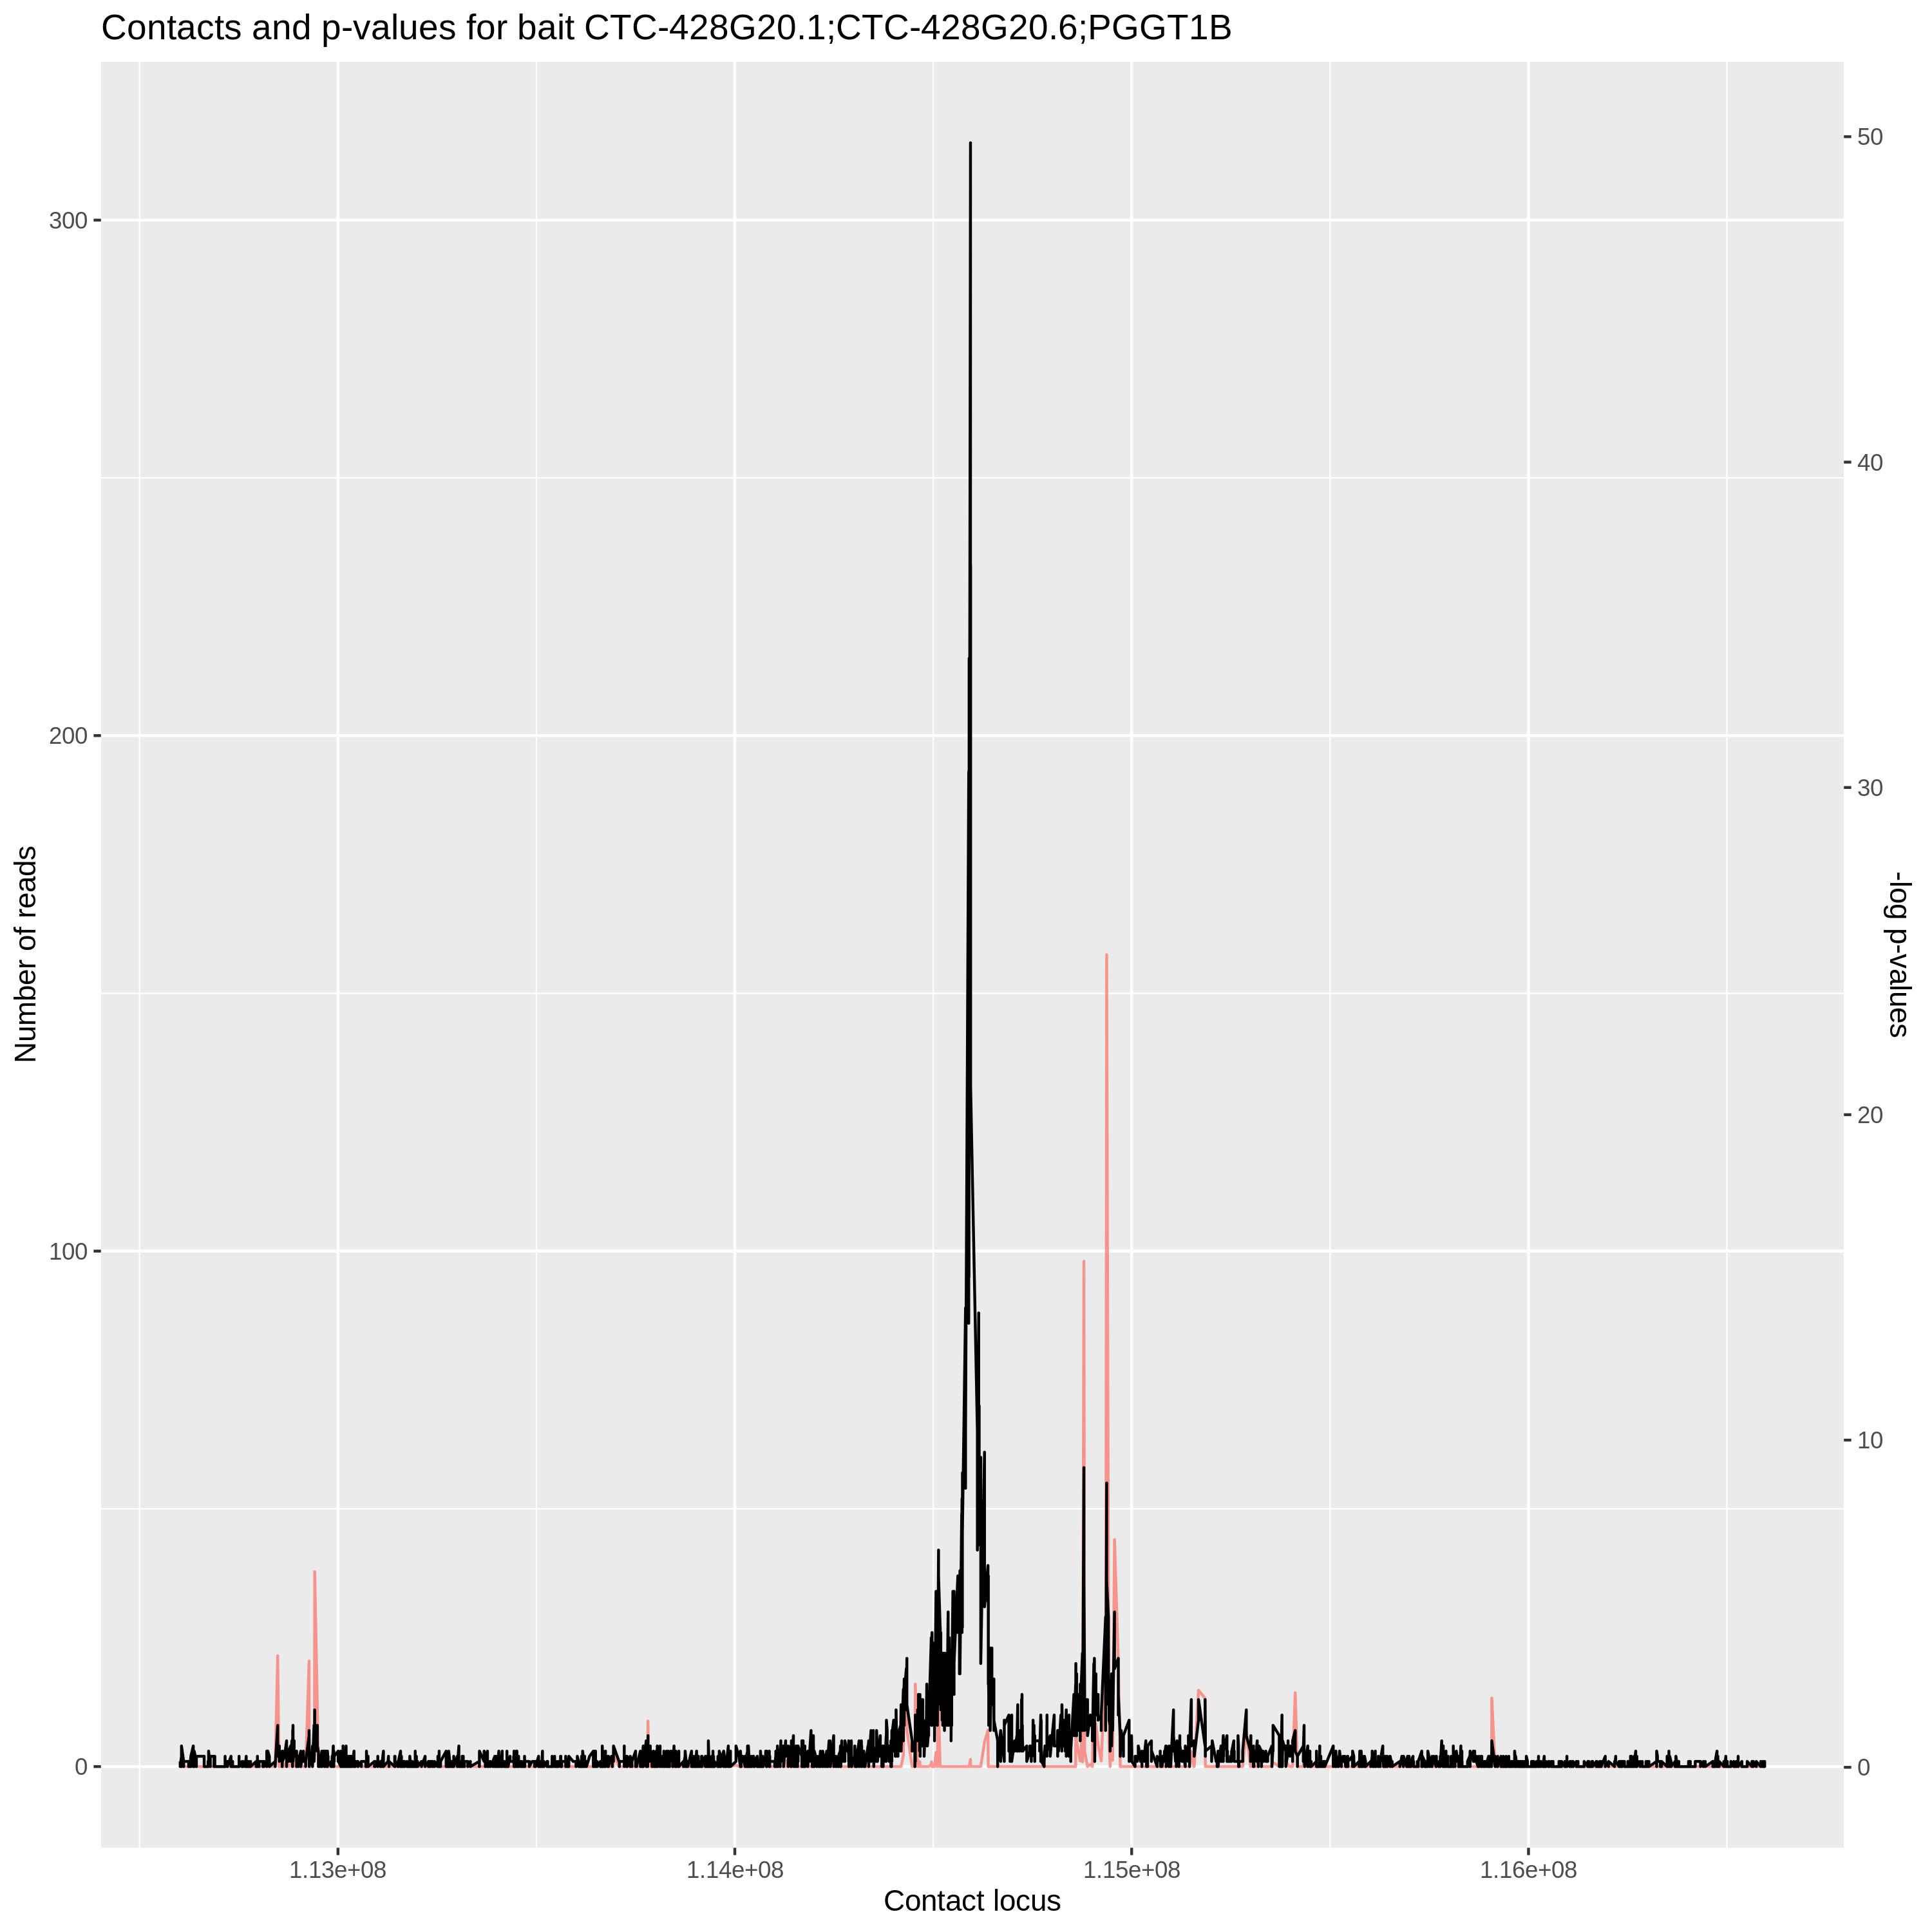 Contacts and p-values for bait CTC-428G20.1;CTC-428G20.6;PGGT1B
Number of reads
300
200
100
0
50
40
30
20
10
0
-log p-values
1.13e+08 1.14e+08 1.15e+08 1.16e+08
Contact locus